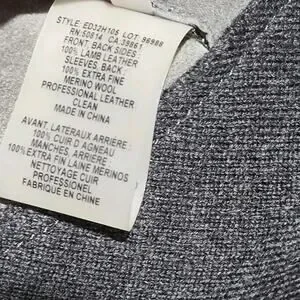 STYLE: ED32H105 LOT: 96988
RN:50814 CA:39861
FRONT, BACK SIDES
100% LAMB LEATHER
SLEEVES, BACK
100% EXTRA FINE
MERINO WOOL
PROFESSIONAL LEATHER
CLEAN
MADE IN CHINA
AVANT, LATERAUX ARRIÈRE :
100% CUIR D' AGNEAU
MANCHES, ARRIERE :
100%EXTRA FIN LAINE MERINOS
NETTOYAGE CUIR
PROFESSIONEL
FABRIQUE EN CHINE